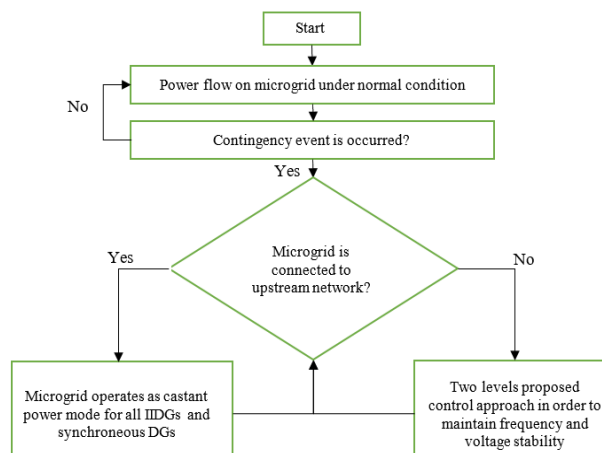 Start
Power flow on microgrid under normal condition
No
Contingency event is occurred?
Yes
Microgrid is
connected to
upstream network?
Yes
No
Microgrid operates as castant
power mode for all IIDGs and
synchroneous DGs
Two levels proposed
control approach in order to
maintain frequency and
voltage stability